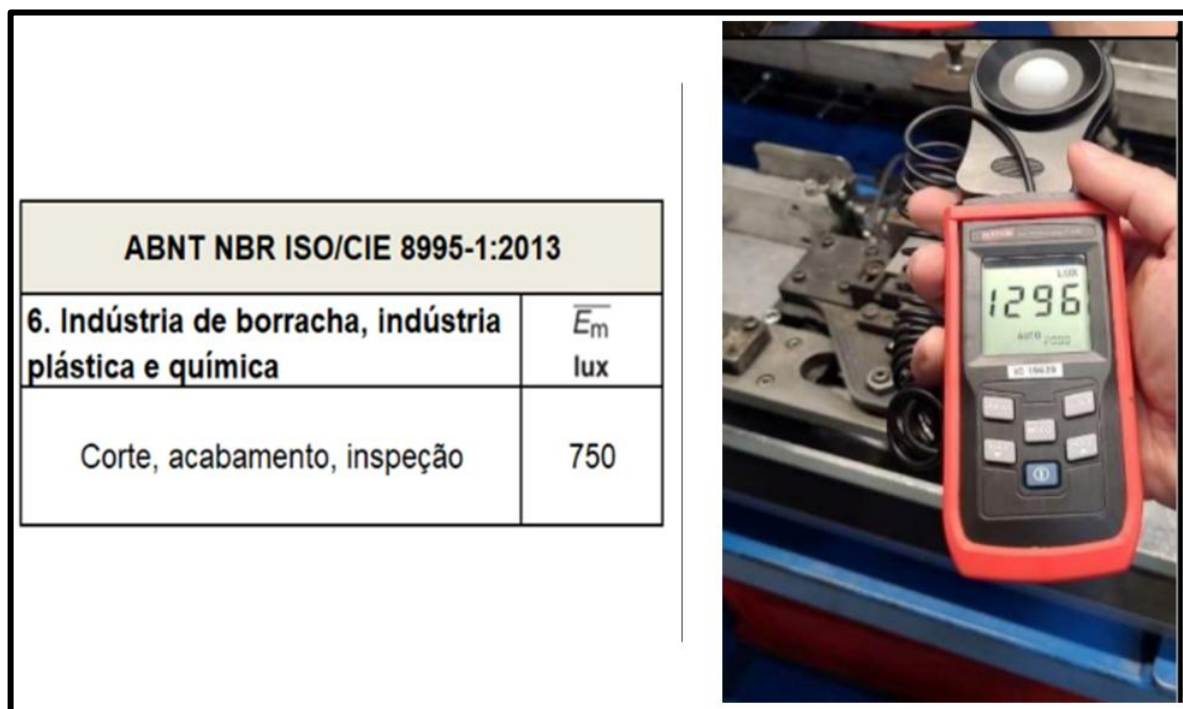 ABNT NBR ISO/CIE 8995-1:2013
6. Indústria de borracha, indústria
plástica e química
Em
lux
Corte, acabamento, inspeção
750
LUX
1296
AUTO